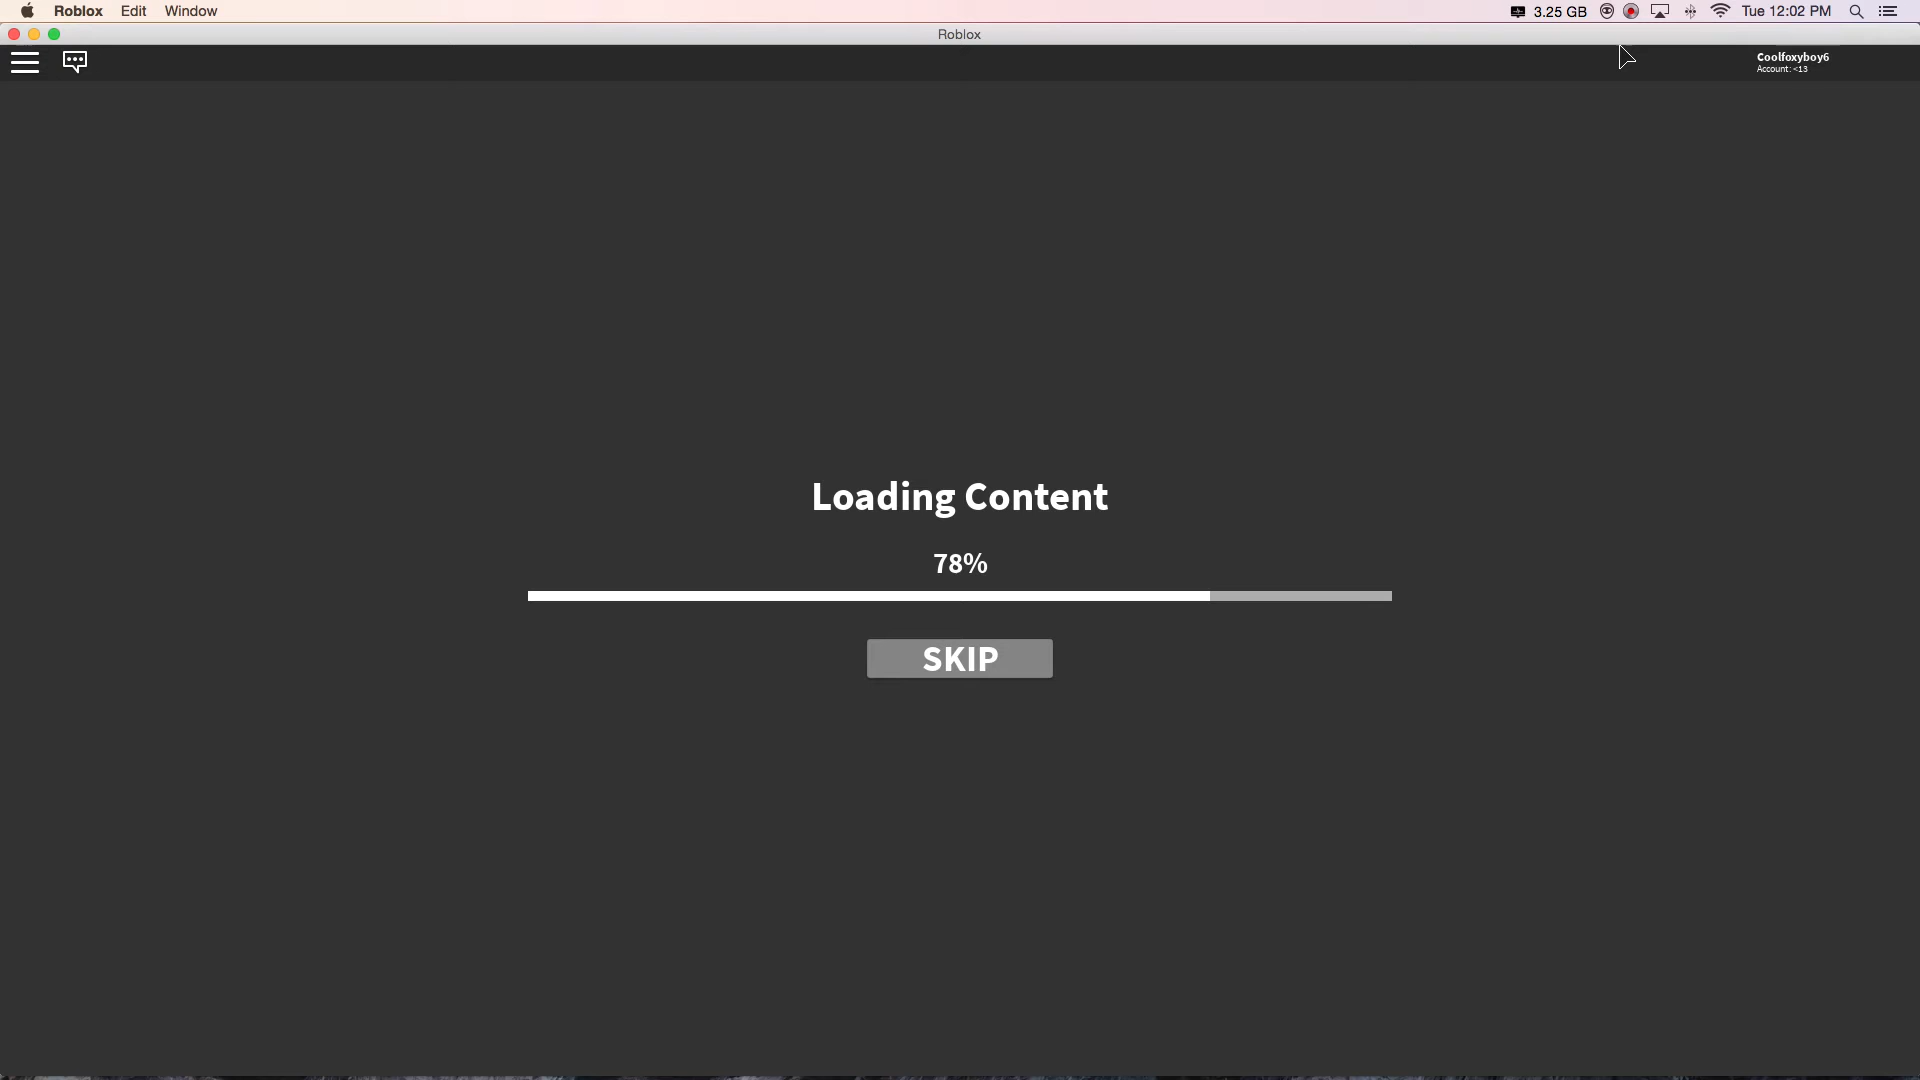 Roblox Edit Window 3.25 GB Tue 12:02 PM
Roblox
Coolfoxyboy6
Account: <13
Loading Content
78%
SKIP